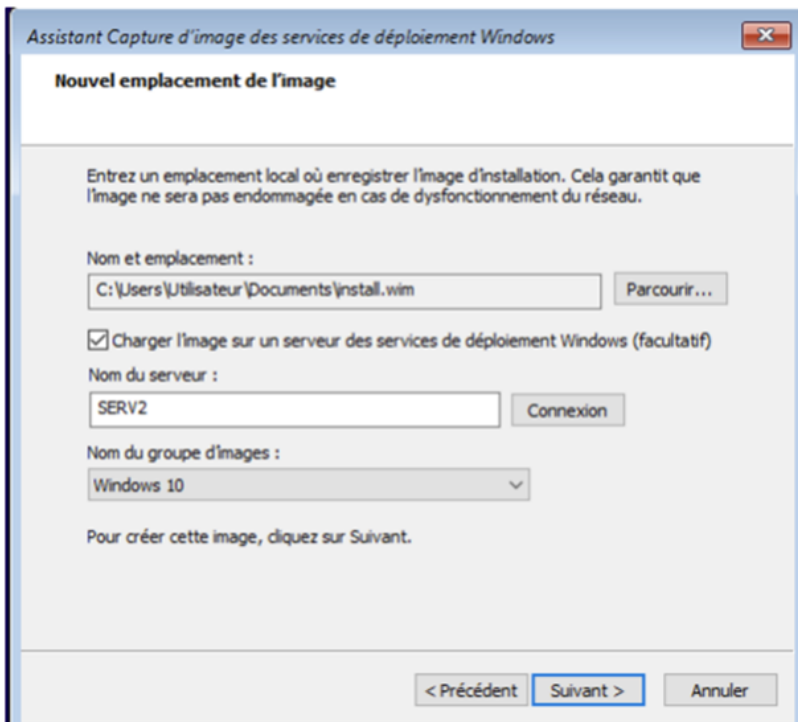 Assistant Capture d'image des services de déploiement Windows
Nouvel emplacement de l'image
Entrez un emplacement local où enregistrer l'image d'installation. Cela garantit que
l'image ne sera pas endommagée en cas de dysfonctionnement du réseau.
Nom et emplacement :
C:\Users\Utilisateur\Documents\install.wim
Parcourir...
Charger l'image sur un serveur des services de déploiement Windows (facultatif)
Nom du serveur :
SERV2
Connexion
Nom du groupe d'images :
Windows 10
Pour créer cette image, cliquez sur Suivant.
< Précédent
Suivant >
Annuler